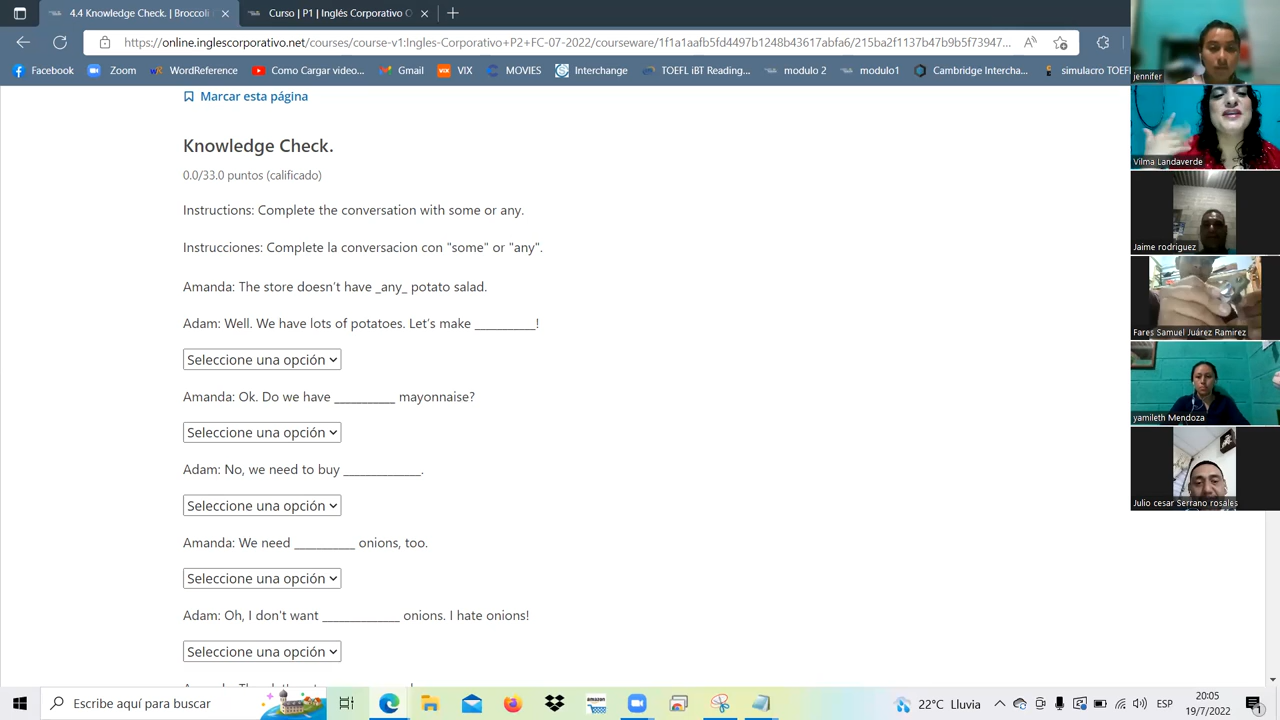 4.4 Knowledge Check. | Broccoli
Curso | P1 | Inglés Corporativo O
https://online.inglescorporativo.net/courses/course-v1:Ingles-Corporativo+P2+FC-07-2022/courseware/1f1a1aafb5fd4497b1248b43617abfa6/215ba2f1137b47b9b5f73947...
Facebook
Zoom
WordReference
Como Cargar video...
Gmail
VIX
MOVIES
Interchange
TOEFL iBT Reading...
modulo 2
modulo1
Cambridge Intercha...
simulacro TOEFL
Marcar esta página
Knowledge Check.
0.0/33.0 puntos (calificado)
Instructions: Complete the conversation with some or any.
Instrucciones: Complete la conversacion con "some" or "any".
Amanda: The store doesn't have _any_ potato salad.
Adam: Well. We have lots of potatoes. Let's make __________!
Seleccione una opción
Amanda: Ok. Do we have __________ mayonnaise?
Seleccione una opción
Adam: No, we need to buy _____________.
Seleccione una opción
Amanda: We need __________ onions, too.
Seleccione una opción
Adam: Oh, I don't want _____________ onions. I hate onions!
Seleccione una opción
jennifer
Vilma Landaverde
Jaime rodriguez
Fares Samuel Juárez Ramirez
yamileth Mendoza
Julio cesar Serrano rosales
Escribe aquí para buscar
22°C Lluvia
ESP
20:05
19/7/2022